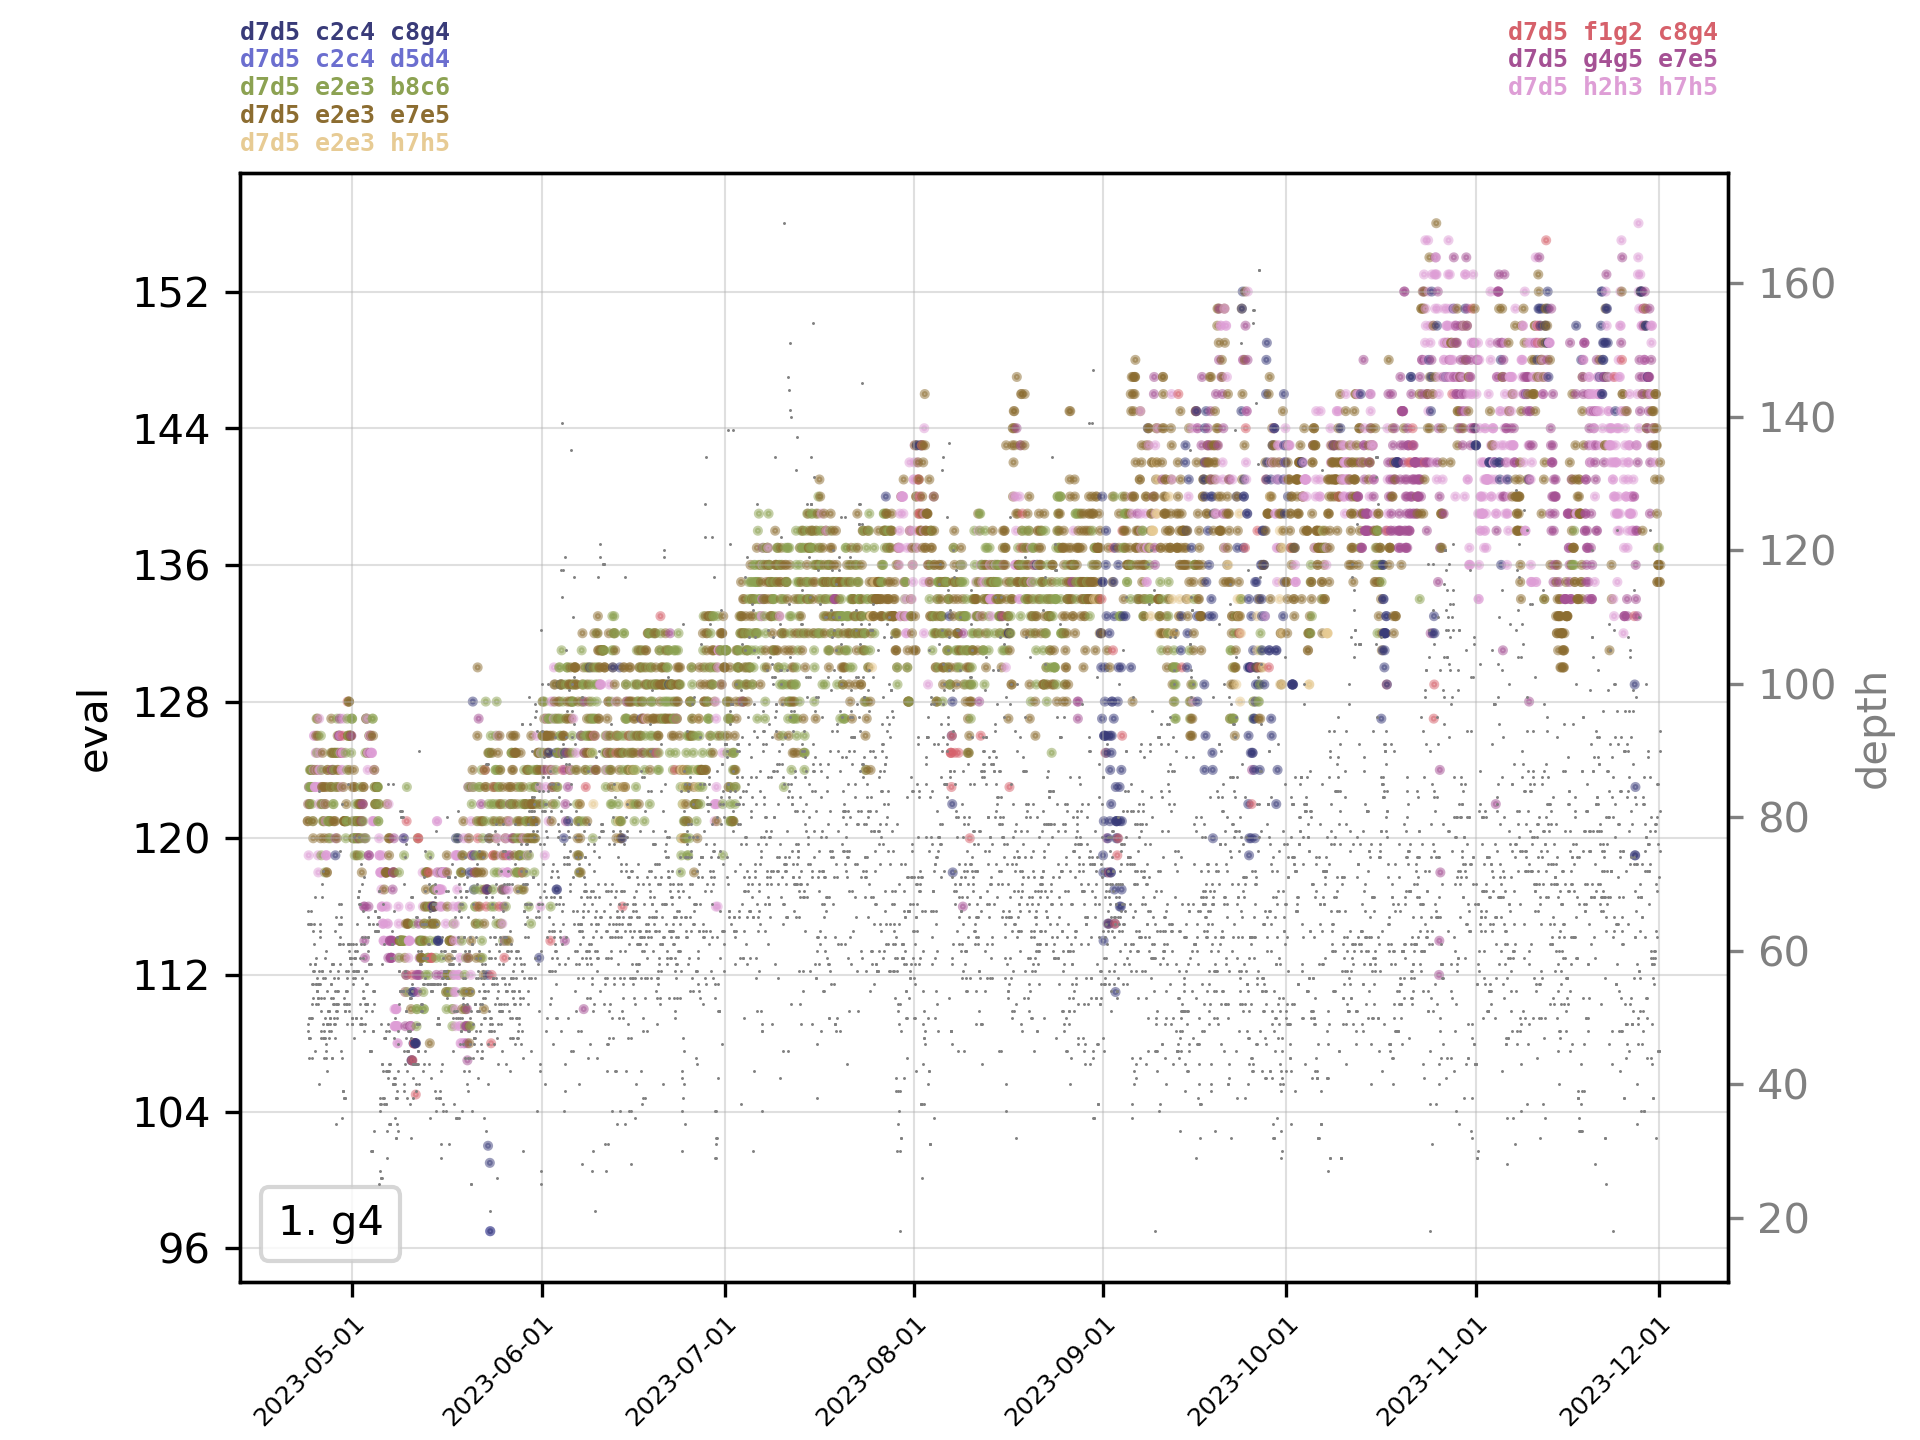 d7d5 c2c4 c8g4
d7d5 c2c4 d5d4
d7d5 e2e3 b8c6
d7d5 e2e3 e7e5
d7d5 e2e3 h7h5
d7d5 f1g2 c8g4
d7d5 g4g5 e7e5
d7d5 h2h3 h7h5
eval
152
144
136
128
120
112
104
96
160
140
120
100
80
60
40
20
depth
1. g4
2023-05-01
2023-06-01
2023-07-01
2023-08-01
2023-09-01
2023-10-01
2023-11-01
2023-12-01